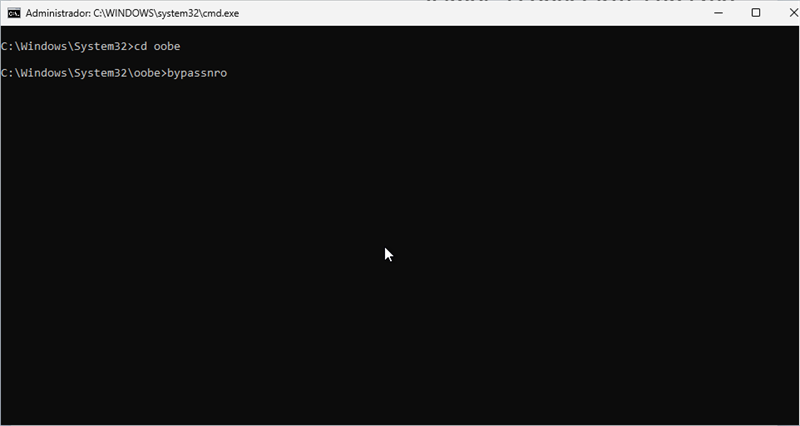 Administrador: C:\WINDOWS\system32\cmd.exe
C:\Windows\System32>cd oobe
C:\Windows\System32\oobe>bypassnro